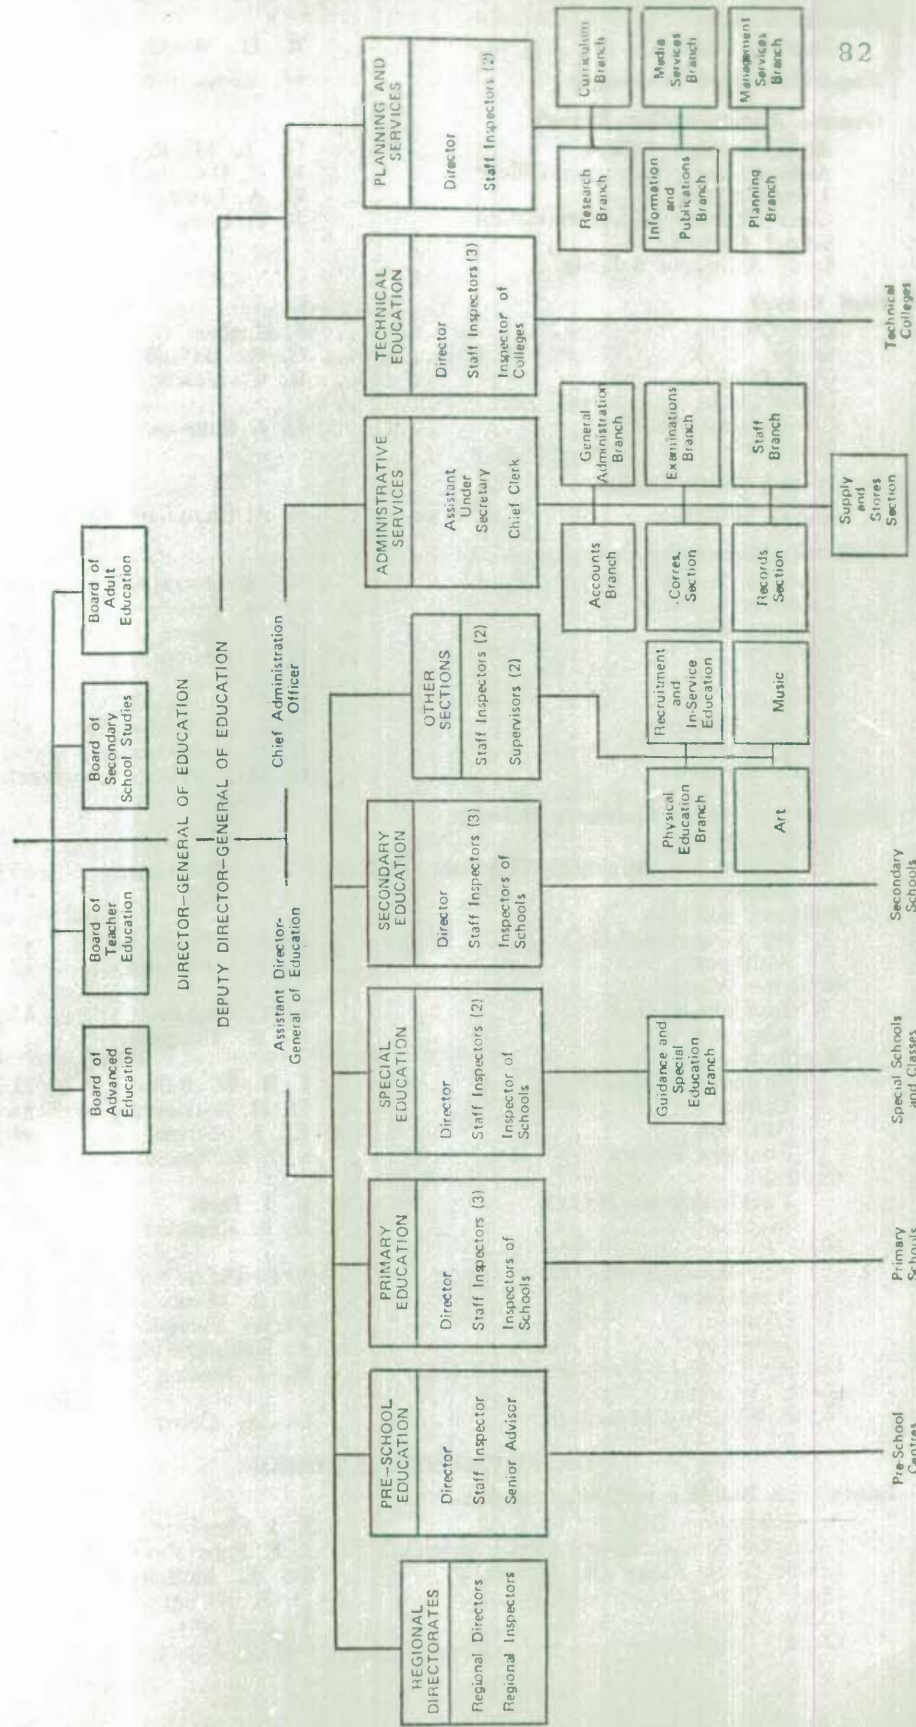 82
Board of
Advanced
Education
Board of
Teacher
Education
Board of
Secondary
School Studies
Board of
Adult
Education
DIRECTOR-GENERAL OF EDUCATION
DEPUTY DIRECTOR-GENERAL OF EDUCATION
Assistant Director-
General of Education
Chief Administration
Officer
REGIONAL
DIRECTORATES
Regional Directors
Regional Inspectors
PRE-SCHOOL
EDUCATION
Director
Staff Inspector
Senior Advisor
PRIMARY
EDUCATION
Director
Staff Inspectors (3)
Inspectors of
Schools
SPECIAL
EDUCATION
Director
Staff Inspectors (2)
Inspector of
Schools
SECONDARY
EDUCATION
Director
Staff Inspectors (3)
Inspectors of
Schools
OTHER
SECTIONS
Staff Inspectors (2)
Supervisors (2)
ADMINISTRATIVE
SERVICES
Assistant
Under
Secretary
Chief Clerk
TECHNICAL
EDUCATION
Director
Staff Inspectors (3)
Inspector of
Colleges
PLANNING AND
SERVICES
Director
Staff Inspectors (2)
Guidance and
Special
Education
Branch
Physical
Education
Branch
Recruitment
and
In-Service
Education
Art
Music
Accounts
Branch
General
Administration
Branch
Corres.
Section
Examinations
Branch
Records
Section
Staff
Branch
Supply
and
Stores
Section
Research
Branch
Curriculum
Branch
Information
and
Publications
Branch
Media
Services
Branch
Planning
Branch
Management
Services
Branch
Pre-School
Centres
Primary
Schools
Special Schools
and Classes
Secondary
Schools
Technical
Colleges